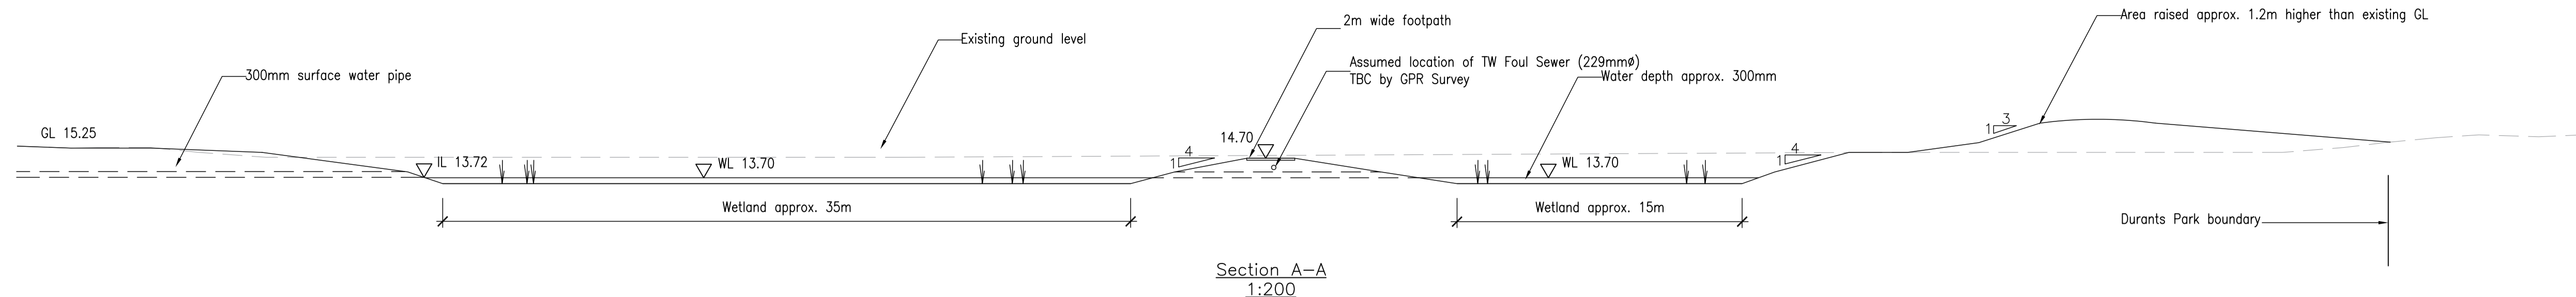 2m wide footpath
Area raised approx. 1.2m higher than existing GL
Existing ground level
Assumed location of TW Foul Sewer (229mmø)
TBC by GPR Survey
300mm surface water pipe
Water depth approx. 300mm
GL 15.25
14.70
1
3
IL 13.72
WL 13.70
1
4
WL 13.70
1
4
Wetland approx. 35m
Wetland approx. 15m
Durants Park boundary
Section A-A
1:200